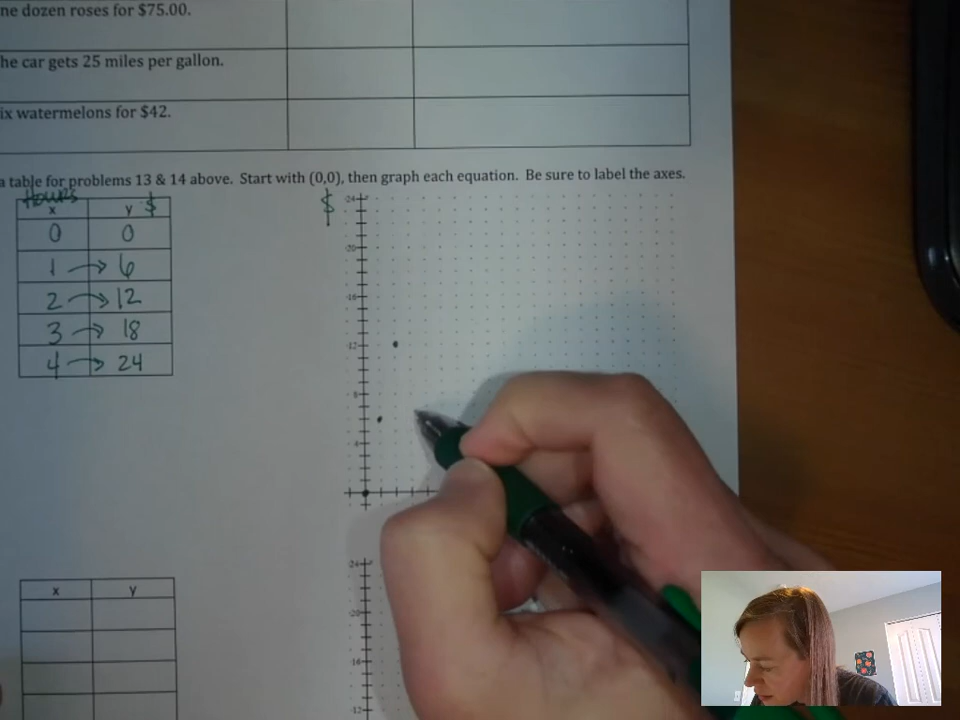 ne dozen roses for $75.00.
he car gets 25 miles per gallon.
ix watermelons for $42.
a table for problems 13 & 14 above. Start with (0,0), then graph each equation. Be sure to label the axes.
Hours
x y $
0 0
1 → 6
2 → 12
3 → 18
4 → 24
$
24
20
16
12
8
4
x y
24
20
16
12